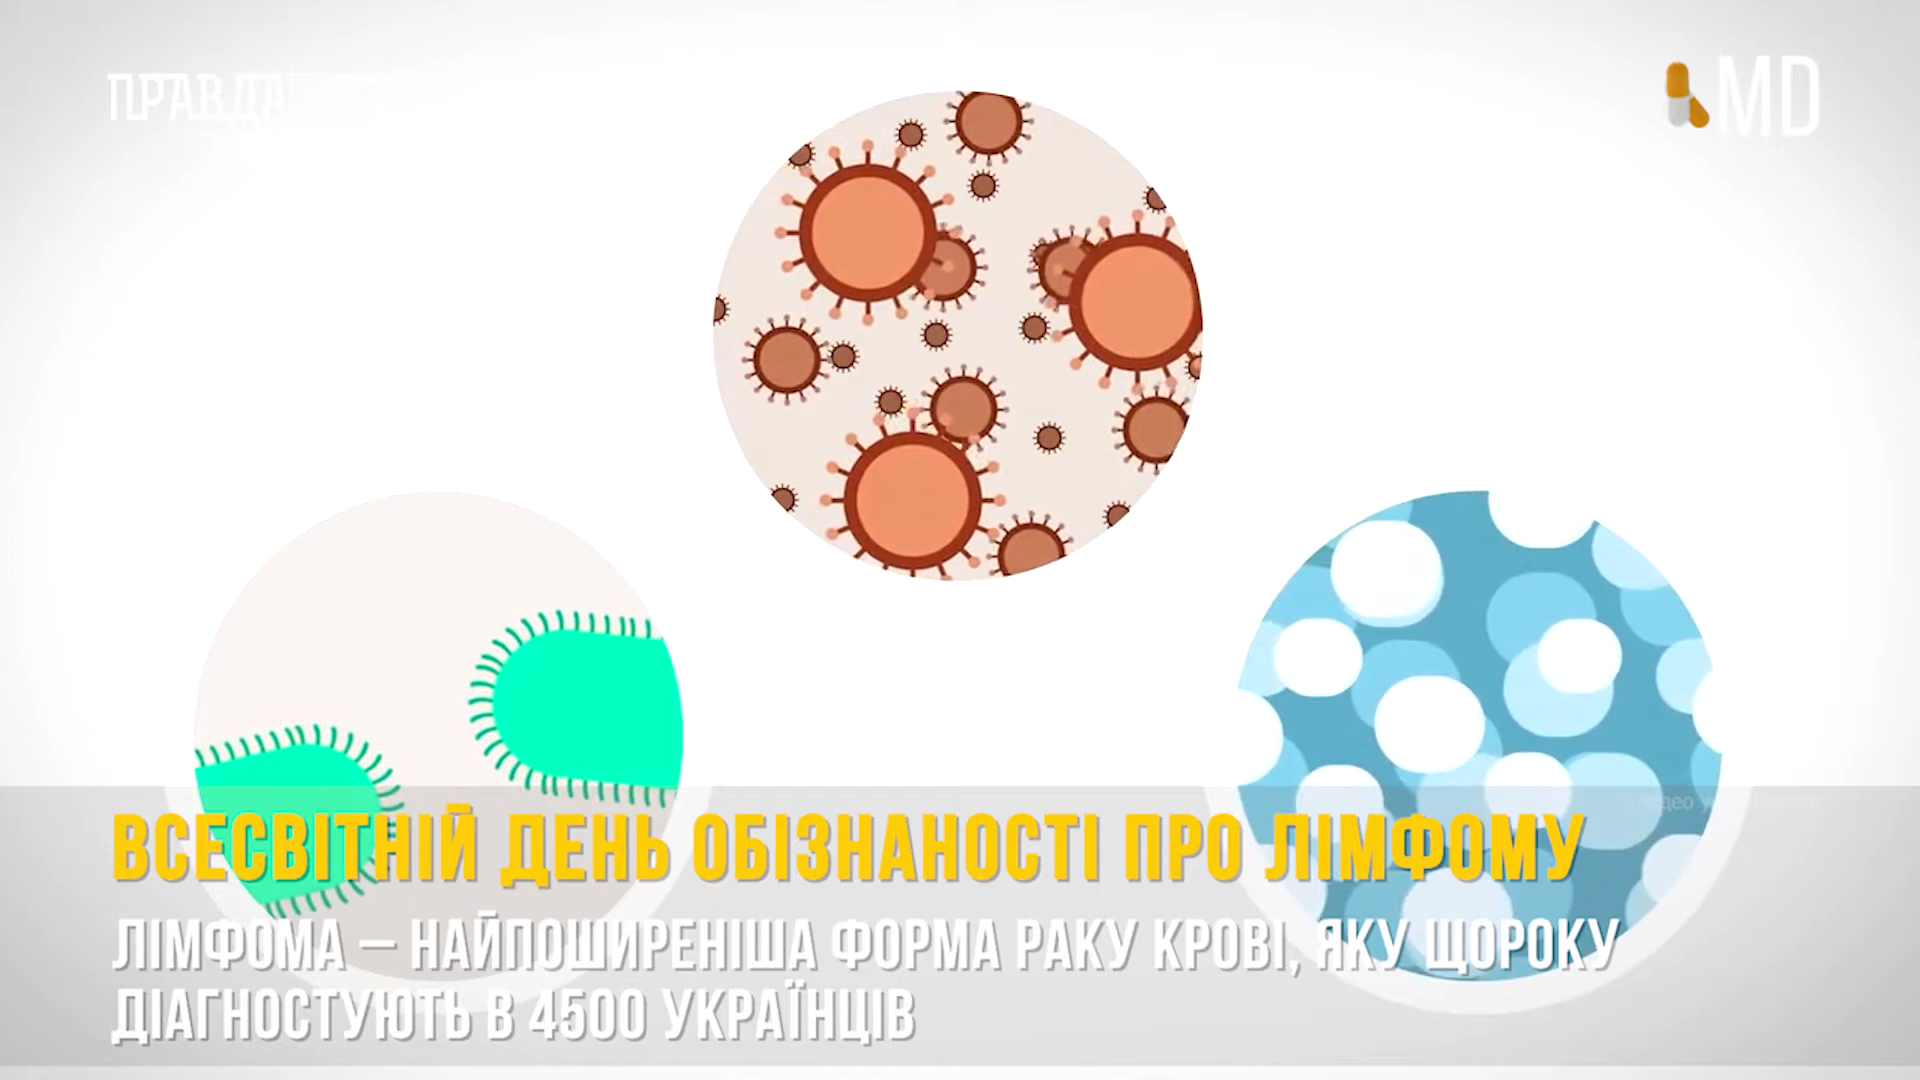 ПРАВДА
MD
ВСЕСВІТНІЙ ДЕНЬ ОБІЗНАНОСТІ ПРО ЛІМФОМУ
ЛІМФОМА – НАЙПОШИРЕНІША ФОРМА РАКУ КРОВІ, ЯКУ ЩОРОКУ
ДІАГНОСТУЮТЬ В 4500 УКРАЇНЦІВ